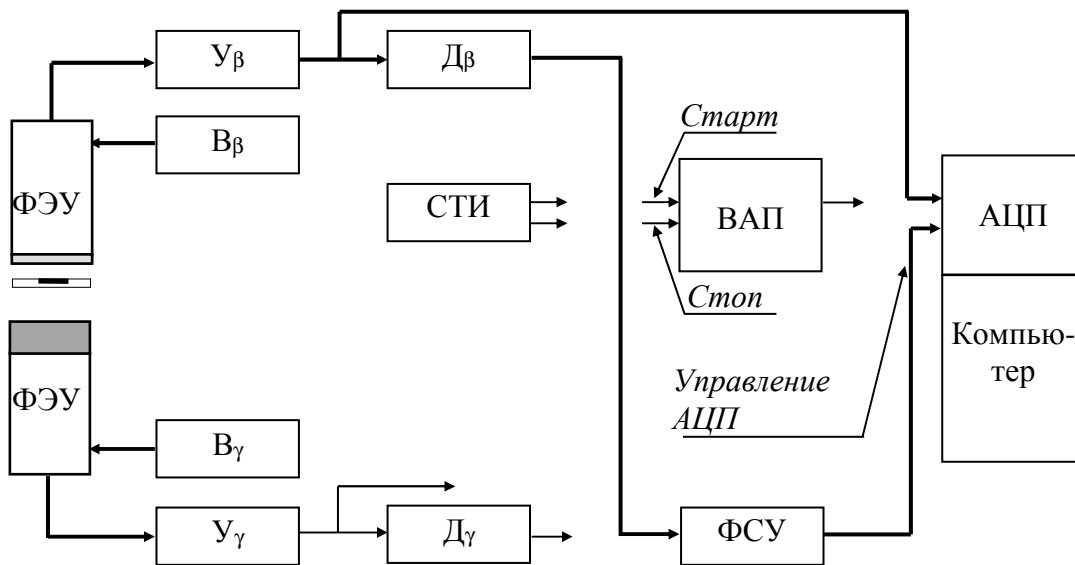 Уβ
Дβ
Вβ
Старт
ФЭУ
СТИ
ВАП
АЦП
Стоп
Компью-
тер
ФЭУ
Управление
АЦП
Вγ
Уγ
Дγ
ФСУ